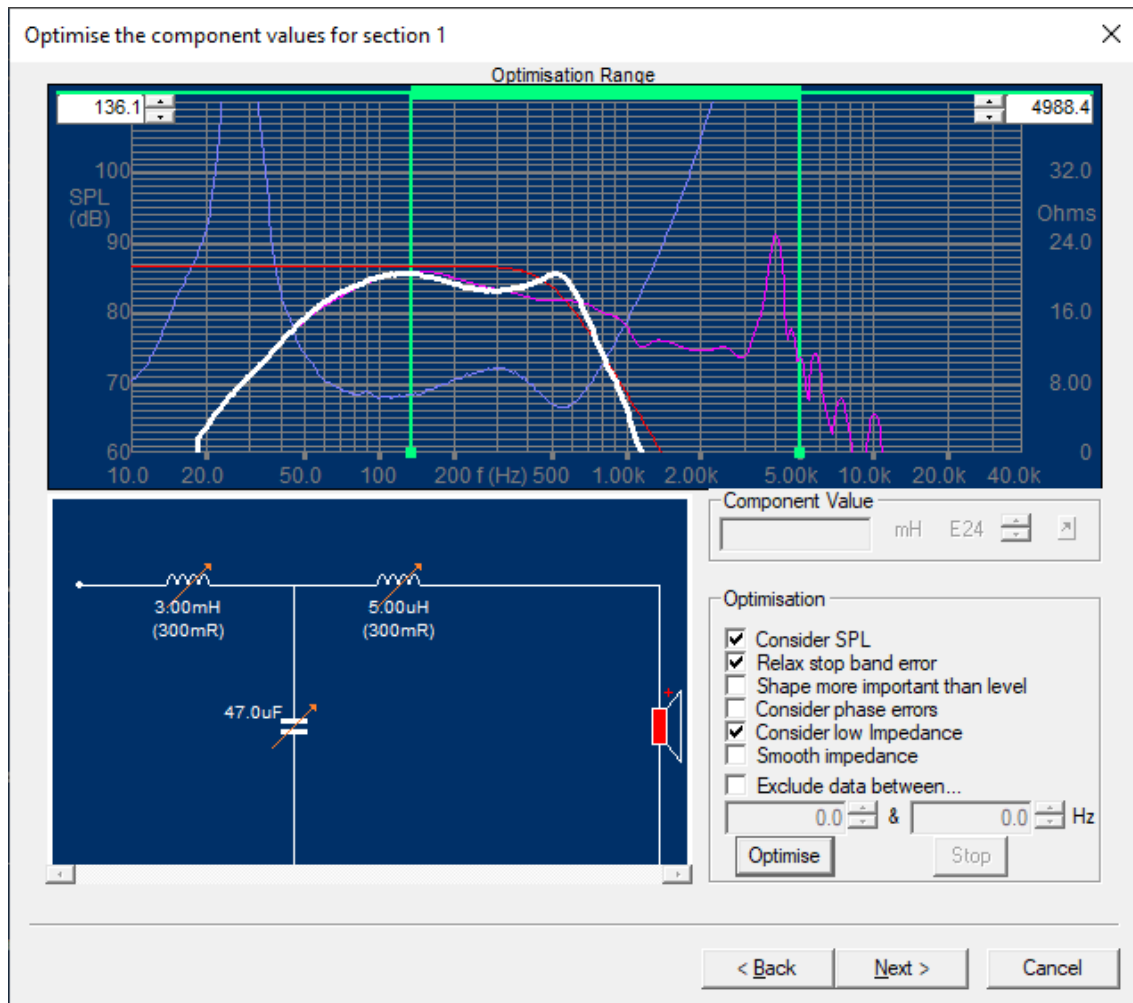 Optimise the component values for section 1
Optimisation Range
136.1
4988.4
100
32.0
SPL
(dB)
Ohms
90
24.0
80
16.0
70
8.00
60
0
10.0 20.0 50.0 100 200 f (Hz) 500 1.00k 2.00k 5.00k 10.0k 20.0k 40.0k
3.00mH
(300mR)
5.00uH
(300mR)
47.0uF
+
Component Value
mH E24
Optimisation
Consider SPL
Relax stop band error
Shape more important than level
Consider phase errors
Consider low Impedance
Smooth impedance
Exclude data between...
0.0 & 0.0 Hz
Optimise Stop
< Back Next > Cancel